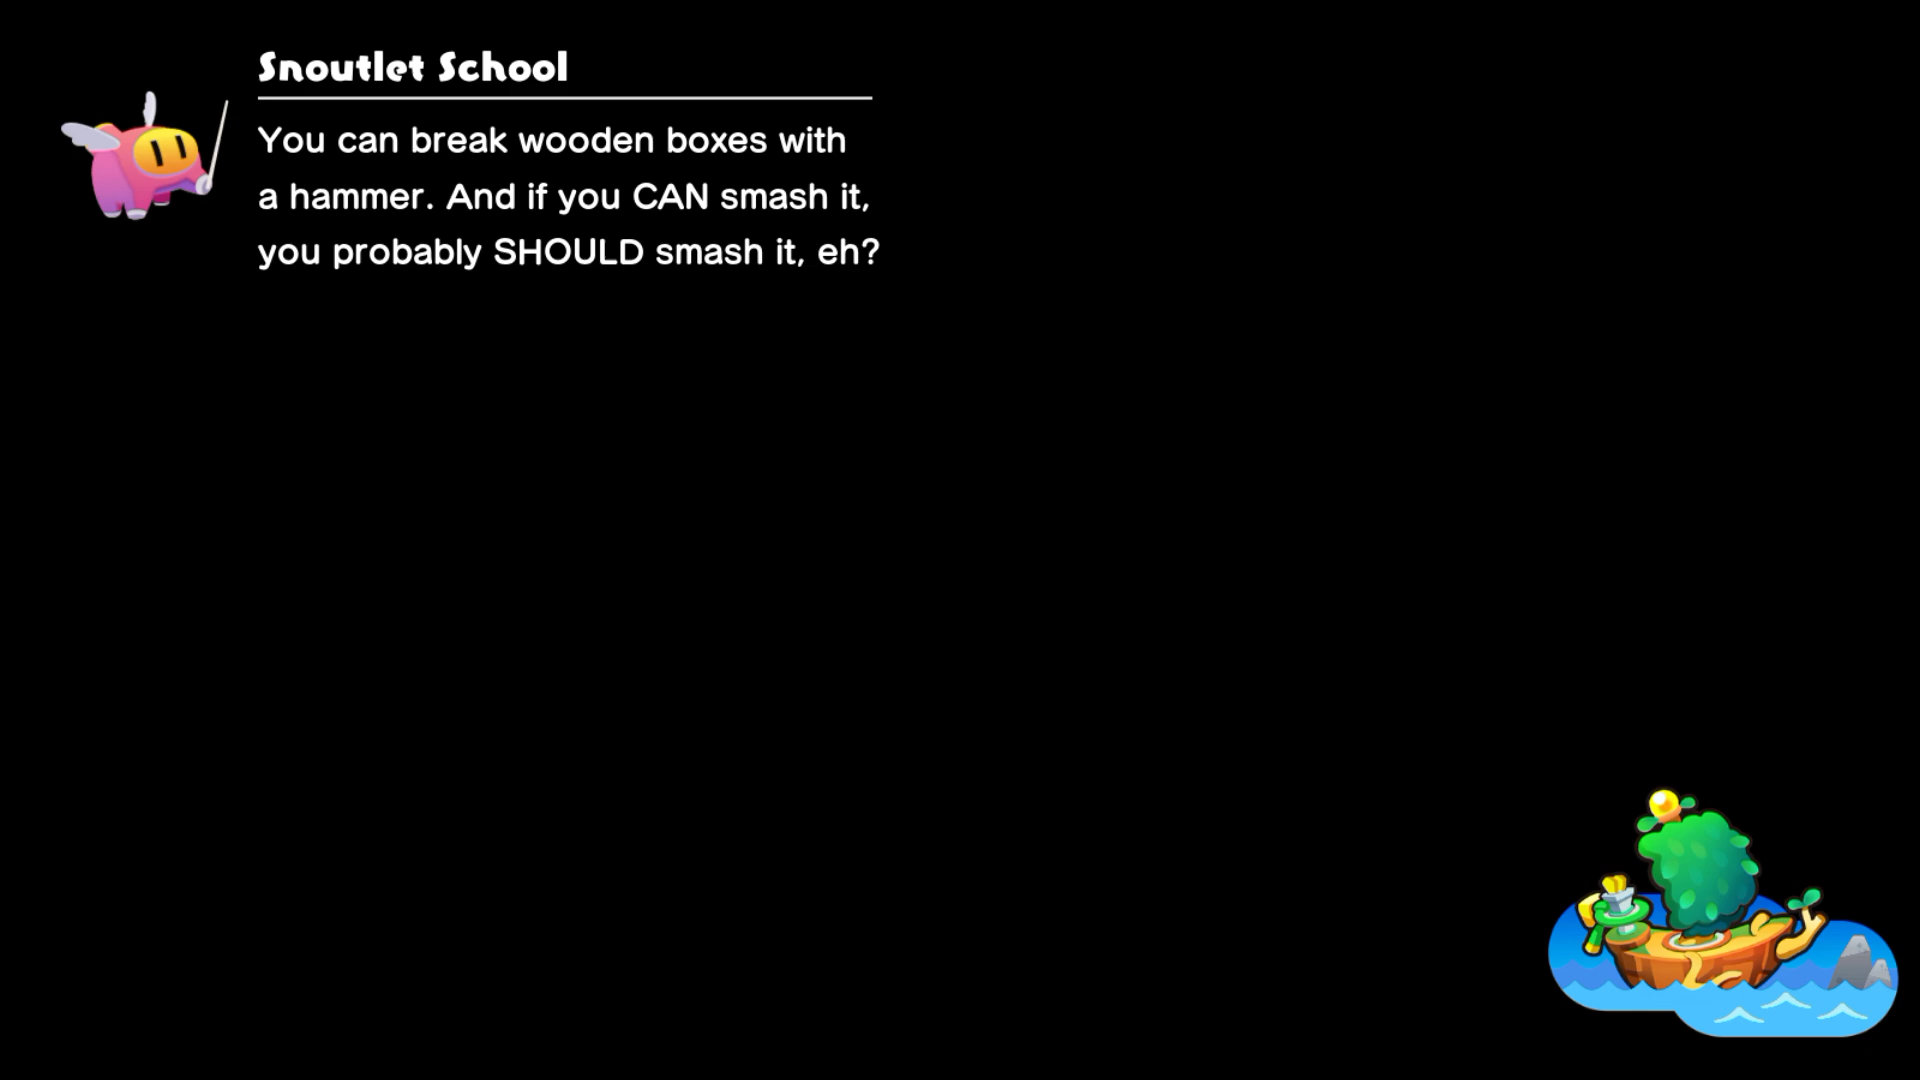 Snoutlet School
You can break wooden boxes with
a hammer. And if you CAN smash it,
you probably SHOULD smash it, eh?